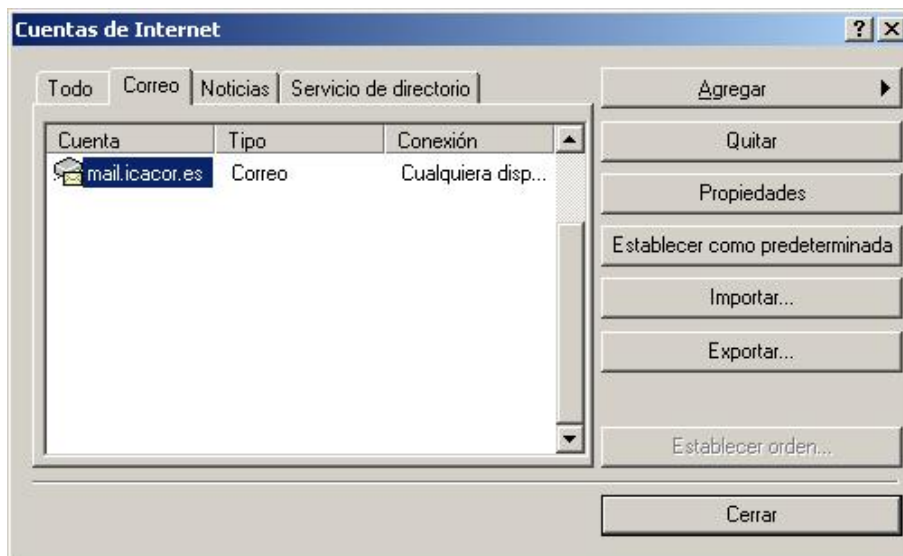 Cuentas de Internet
Todo
Correo
Noticias
Servicio de directorio
Cuenta
Tipo
Conexión
mail.icacor.es
Correo
Cualquiera disp...
Agregar
Quitar
Propiedades
Establecer como predeterminada
Importar...
Exportar...
Establecer orden...
Cerrar